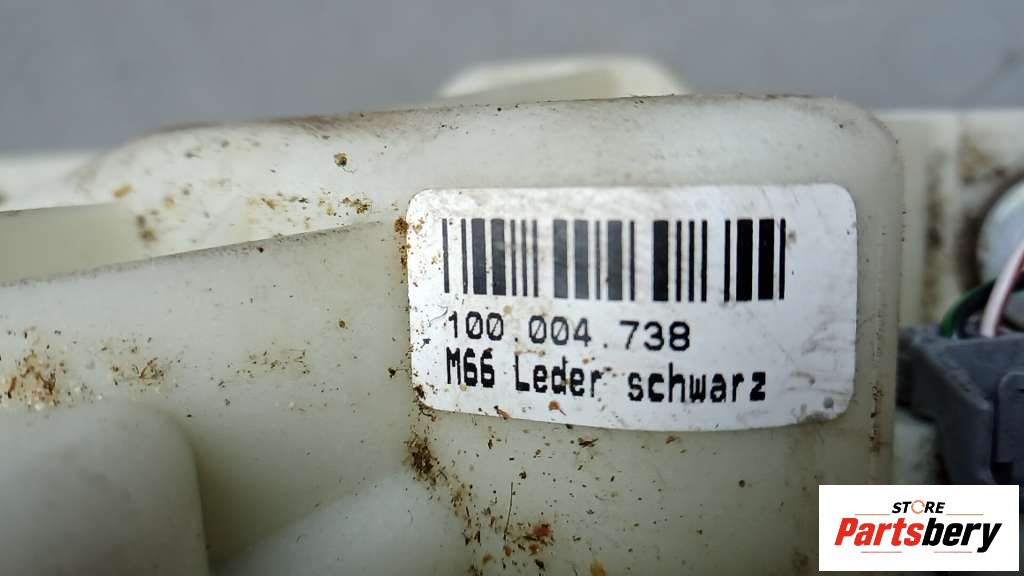 100.004.738
M66 Leder schwarz
STORE
Partsbery